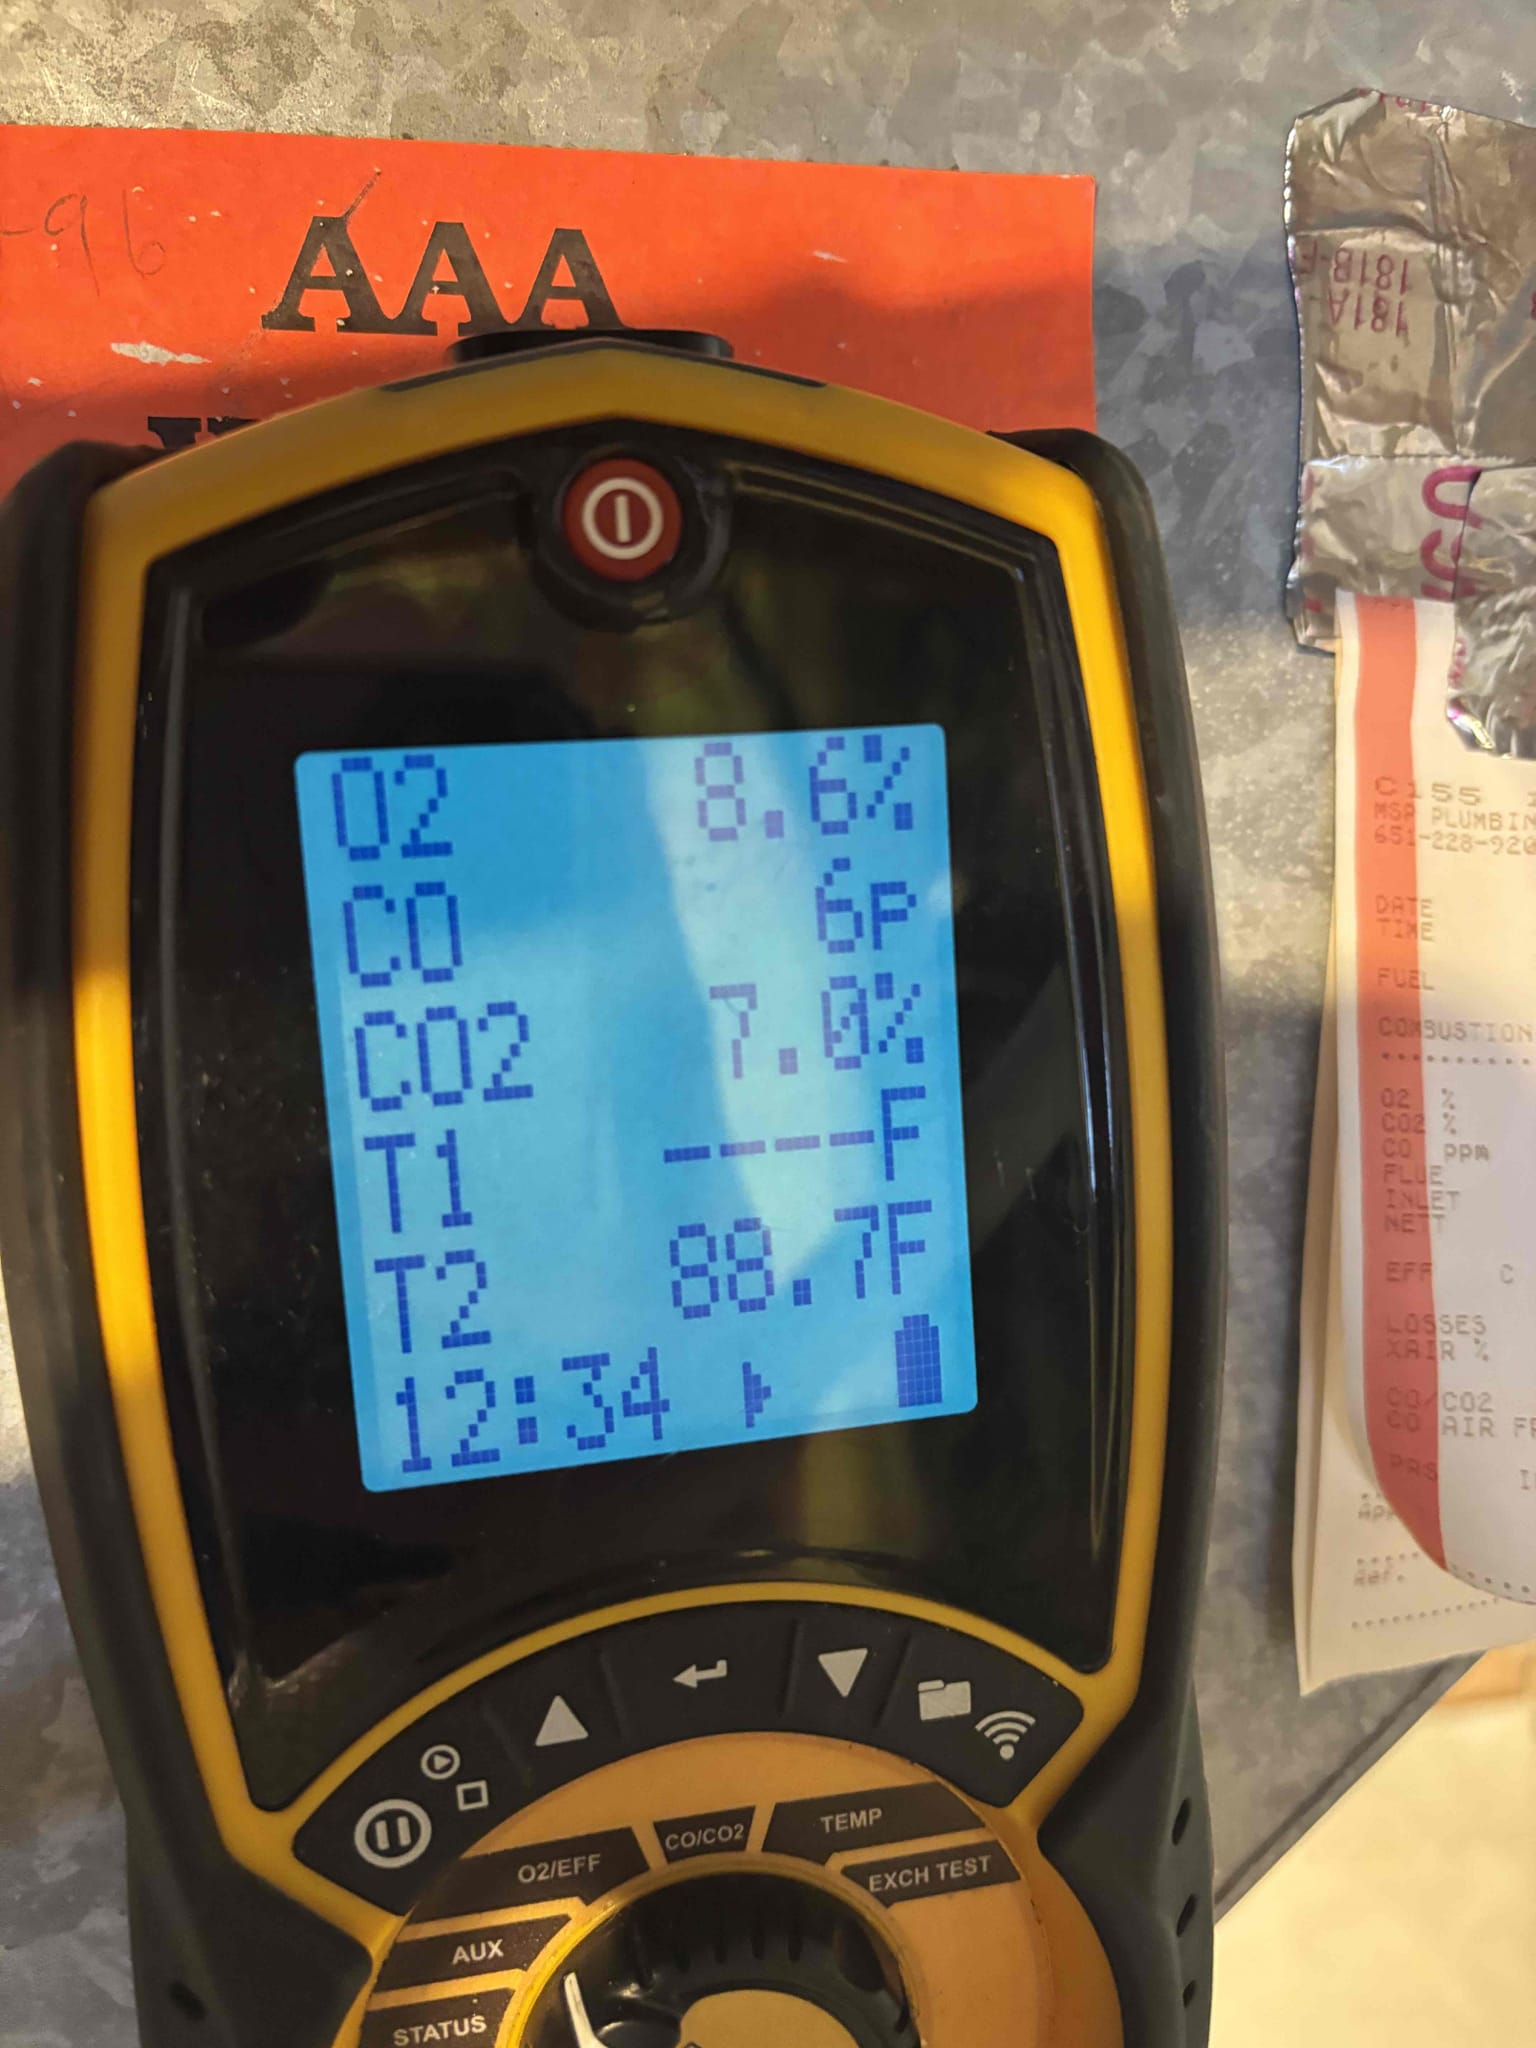 -96
AAA
181A-
181B-F
O2 8.6%
CO 6P
CO2 7.0%
T1 ----F
T2 88.7F
12:34
C155
MSP PLUMBIN
651-228-920
DATE
TIME
FUEL
COMBUSTION
O2 %
CO2 %
CO ppm
FLUE
INLET
NETT
EFF C
LOSSES
XAIR %
CO/CO2
CO AIR FR
PRS I
Ref.
O2/EFF
CO/CO2
TEMP
EXCH TEST
AUX
STATUS